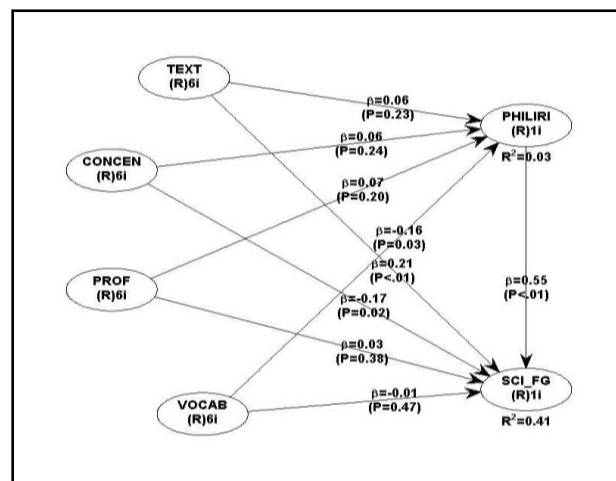 TEXT
(R)6i
β=0.06
(P=0.23)
PHILIRI
(R)1i
R²=0.03
CONCEN
(R)6i
β=0.06
(P=0.24)
β=0.07
(P=0.20)
β=-0.16
(P=0.03)
β=0.21
(P<.01)
PROF
(R)6i
β=0.55
(P<.01)
β=-0.17
(P=0.02)
β=0.03
(P=0.38)
SCI_FG
(R)1i
R²=0.41
VOCAB
(R)6i
β=-0.01
(P=0.47)